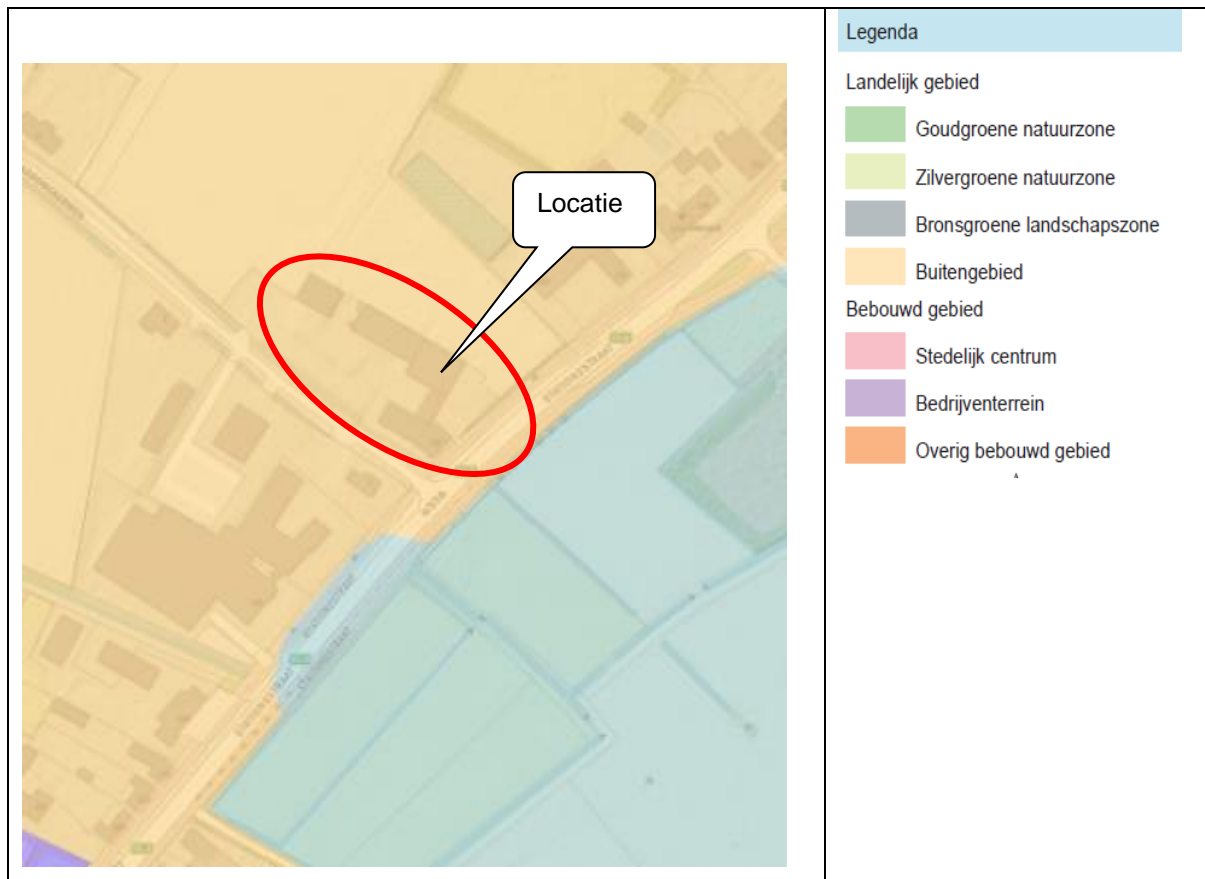 Locatie
Legenda
Landelijk gebied
Goudgroene natuurzone
Zilvergroene natuurzone
Bronsgroene landschapszone
Buitengebied
Bebouwd gebied
Stedelijk centrum
Bedrijventerrein
Overig bebouwd gebied